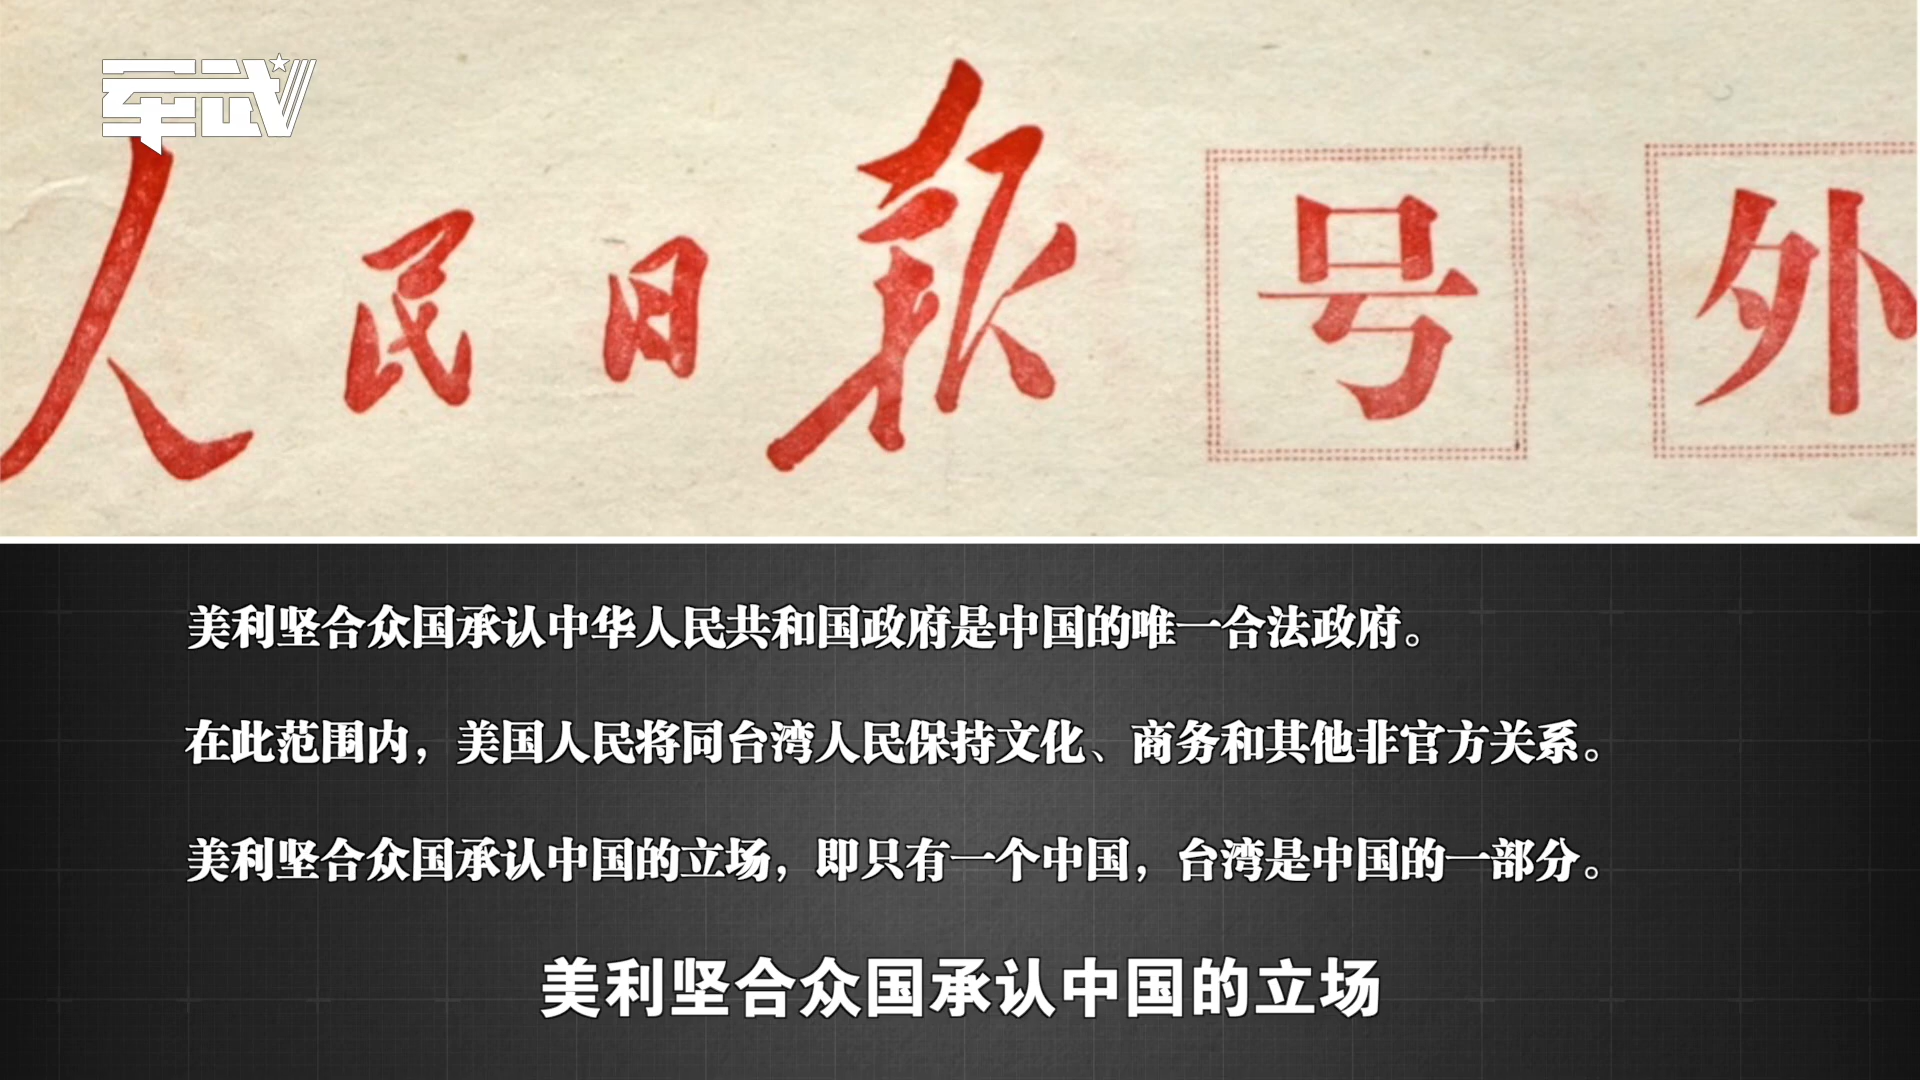 军武
人民日报 号外
美利坚合众国承认中华人民共和国政府是中国的唯一合法政府。
在此范围内，美国人民将同台湾人民保持文化、商务和其他非官方关系。
美利坚合众国承认中国的立场，即只有一个中国，台湾是中国的一部分。
美利坚合众国承认中国的立场